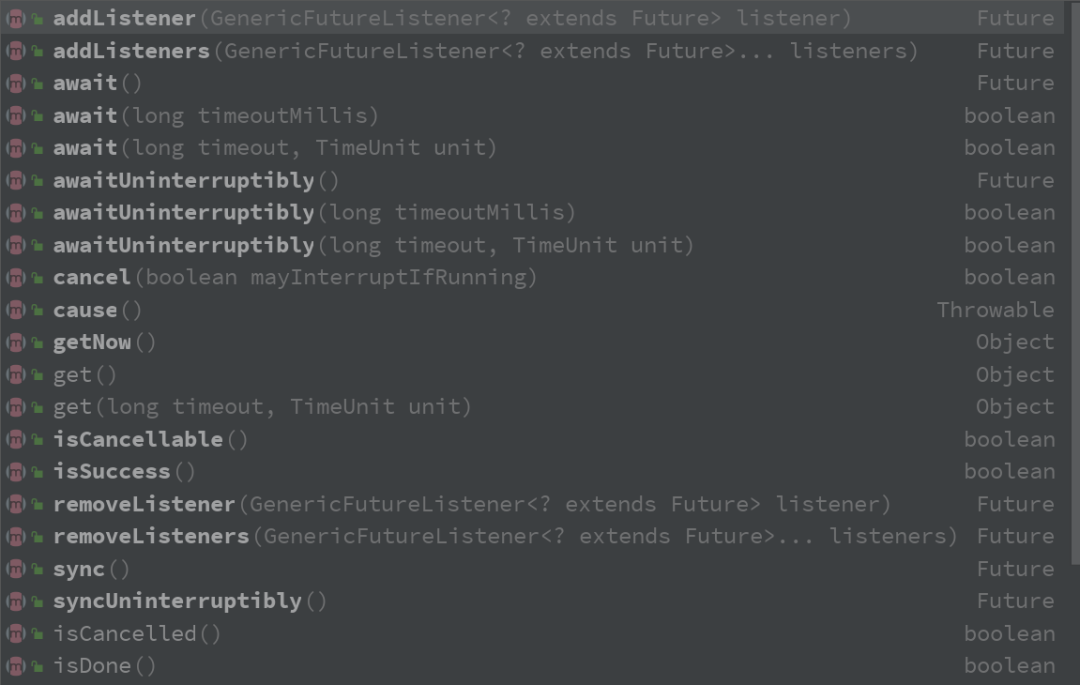 addListener(GenericFutureListener<? extends Future> listener) Future
addListeners(GenericFutureListener<? extends Future>... listeners) Future
await() Future
await(long timeoutMillis) boolean
await(long timeout, TimeUnit unit) boolean
awaitUninterruptibly() Future
awaitUninterruptibly(long timeoutMillis) boolean
awaitUninterruptibly(long timeout, TimeUnit unit) boolean
cancel(boolean mayInterruptIfRunning) boolean
cause() Throwable
getNow() Object
get() Object
get(long timeout, TimeUnit unit) Object
isCancellable() boolean
isSuccess() boolean
removeListener(GenericFutureListener<? extends Future> listener) Future
removeListeners(GenericFutureListener<? extends Future>... listeners) Future
sync() Future
syncUninterruptibly() Future
isCancelled() boolean
isDone() boolean